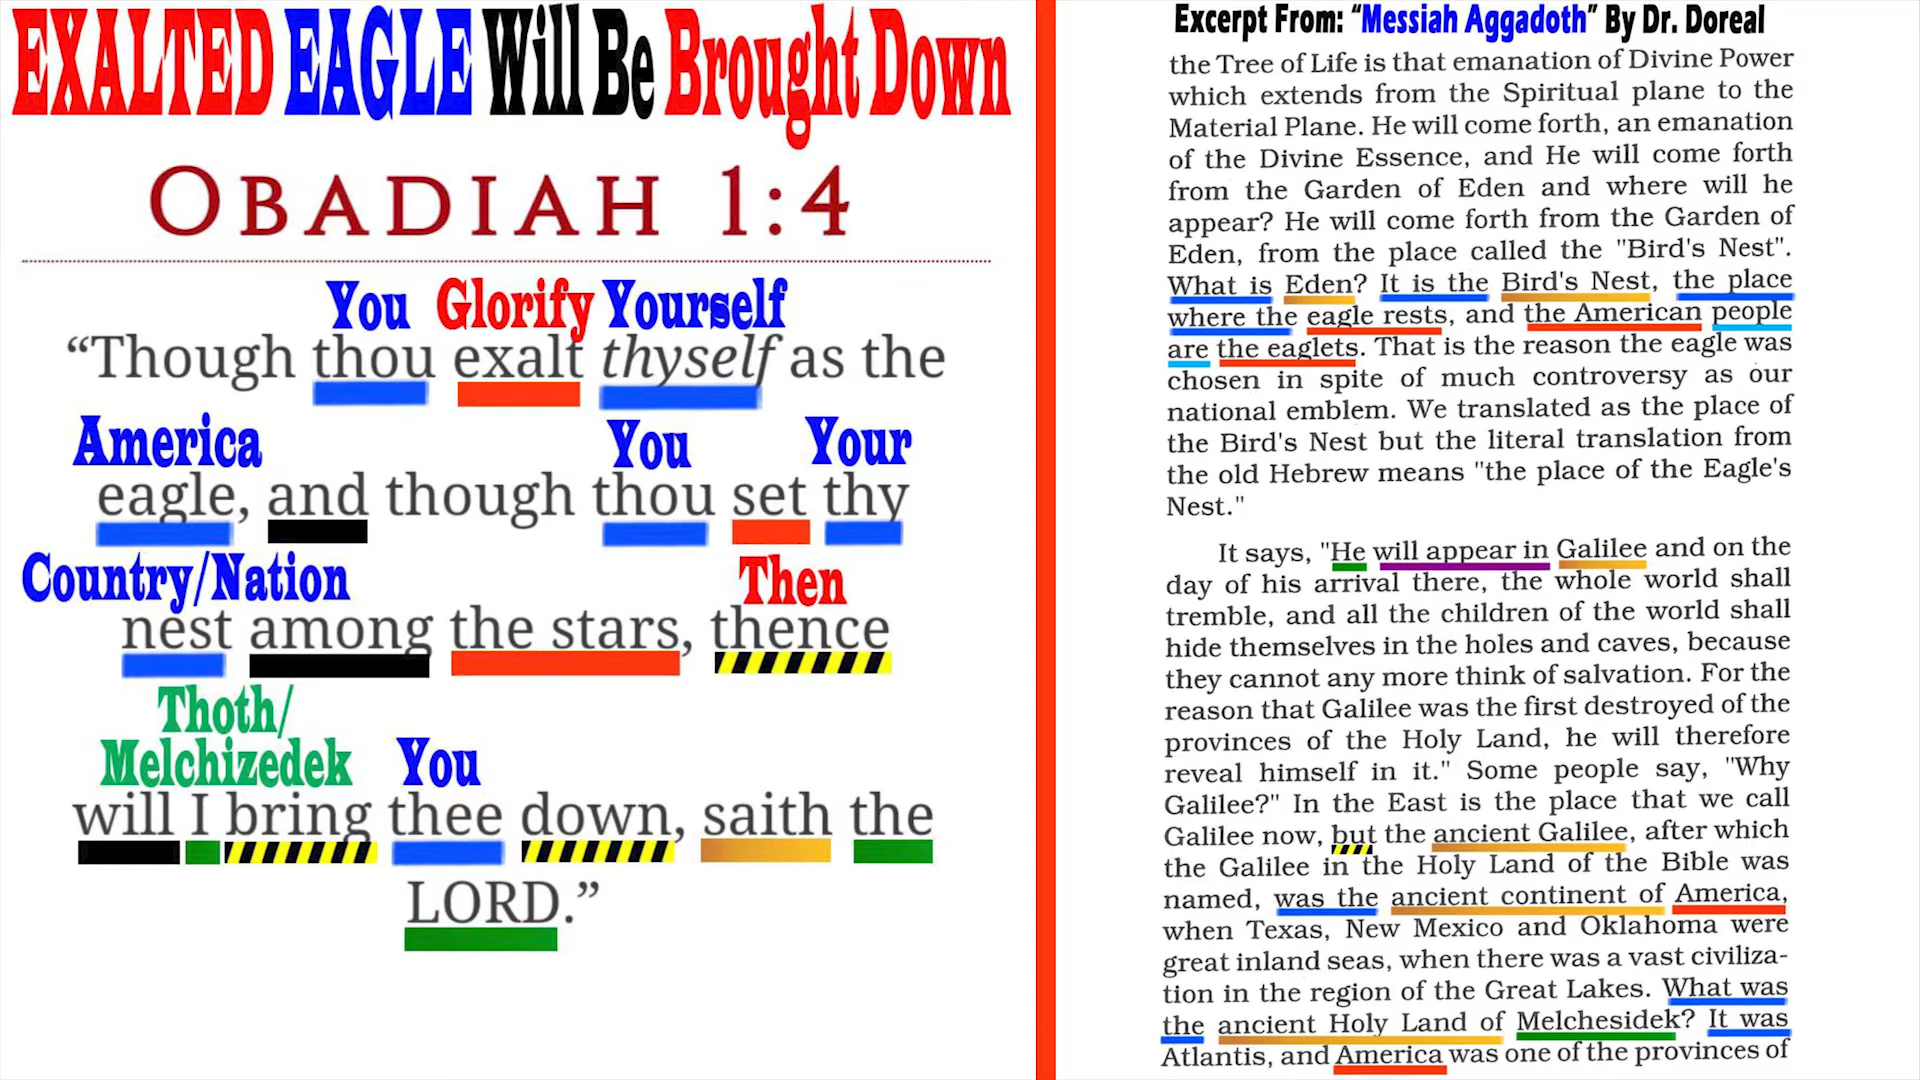 EXALTED EAGLE Will Be Brought Down
OBADIAH 1:4
You Glorify Yourself
“Though thou exalt thyself as the
America You Your
eagle, and though thou set thy
Country/Nation Then
nest among the stars, thence
Thoth/
Melchizedek You
will I bring thee down, saith the
LORD.”
Excerpt From: “Messiah Aggadoth” By Dr. Doreal
the Tree of Life is that emanation of Divine Power
which extends from the Spiritual plane to the
Material Plane. He will come forth, an emanation
of the Divine Essence, and He will come forth
from the Garden of Eden and where will he
appear? He will come forth from the Garden of
Eden, from the place called the "Bird's Nest".
What is Eden? It is the Bird's Nest, the place
where the eagle rests, and the American people
are the eaglets. That is the reason the eagle was
chosen in spite of much controversy as our
national emblem. We translated as the place of
the Bird's Nest but the literal translation from
the old Hebrew means "the place of the Eagle's
Nest."
It says, "He will appear in Galilee and on the
day of his arrival there, the whole world shall
tremble, and all the children of the world shall
hide themselves in the holes and caves, because
they cannot any more think of salvation. For the
reason that Galilee was the first destroyed of the
provinces of the Holy Land, he will therefore
reveal himself in it." Some people say, "Why
Galilee?" In the East is the place that we call
Galilee now, but the ancient Galilee, after which
the Galilee in the Holy Land of the Bible was
named, was the ancient continent of America,
when Texas, New Mexico and Oklahoma were
great inland seas, when there was a vast civiliza-
tion in the region of the Great Lakes. What was
the ancient Holy Land of Melchesidek? It was
Atlantis, and America was one of the provinces of